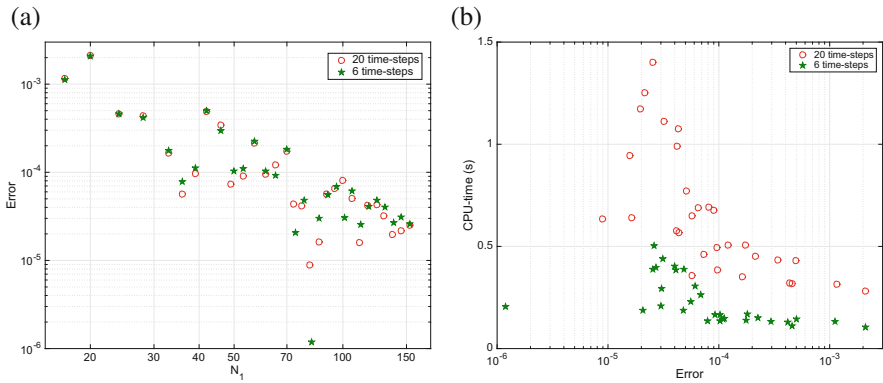 (a)
10^-3
10^-4
10^-5
10^-6
Error
20
30
40
50
70
100
150
N_1
20 time-steps
6 time-steps
(b)
1.5
1
0.5
0
CPU-time (s)
10^-6
10^-5
10^-4
10^-3
Error
20 time-steps
6 time-steps